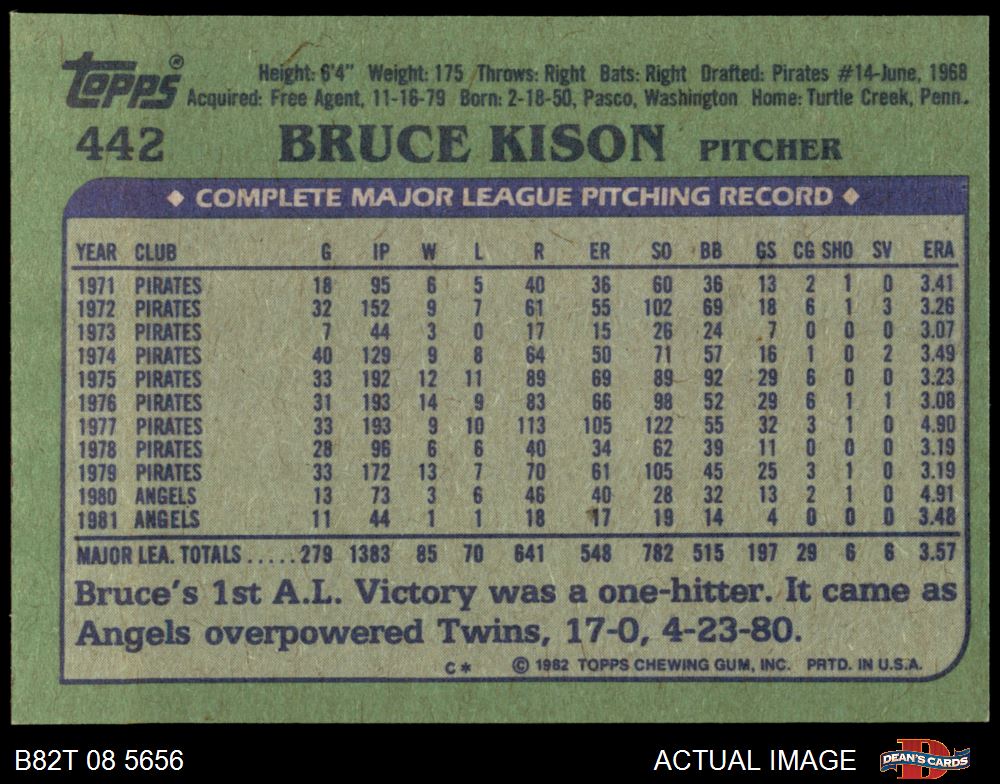 Topps®
Height: 6'4" Weight: 175 Throws: Right Bats: Right Drafted: Pirates #14-June, 1968
Acquired: Free Agent, 11-16-79 Born: 2-18-50, Pasco, Washington Home: Turtle Creek, Penn.
442 BRUCE KISON PITCHER
◆ COMPLETE MAJOR LEAGUE PITCHING RECORD ◆
YEAR CLUB G IP W L R ER SO BB GS CG SHO SV ERA
1971 PIRATES 18 95 6 5 40 36 60 36 13 2 1 0 3.41
1972 PIRATES 32 152 9 7 61 55 102 69 18 6 1 3 3.26
1973 PIRATES 7 44 3 0 17 15 26 24 7 0 0 0 3.07
1974 PIRATES 40 129 9 8 64 50 71 57 16 1 0 2 3.49
1975 PIRATES 33 192 12 11 89 69 89 92 29 6 0 0 3.23
1976 PIRATES 31 193 14 9 83 66 98 52 29 6 1 1 3.08
1977 PIRATES 33 193 9 10 113 105 122 55 32 3 1 0 4.90
1978 PIRATES 28 96 6 6 40 34 62 39 11 0 0 0 3.19
1979 PIRATES 33 172 13 7 70 61 105 45 25 3 1 0 3.19
1980 ANGELS 13 73 3 6 46 40 28 32 13 2 1 0 4.91
1981 ANGELS 11 44 1 1 18 17 19 14 4 0 0 0 3.48
MAJOR LEA. TOTALS.....279 1383 85 70 641 548 782 515 197 29 6 6 3.57
Bruce's 1st A.L. Victory was a one-hitter. It came as
Angels overpowered Twins, 17-0, 4-23-80.
C* © 1982 TOPPS CHEWING GUM, INC. PRTD. IN U.S.A.
B82T 08 5656 ACTUAL IMAGE DEAN'S CARDS